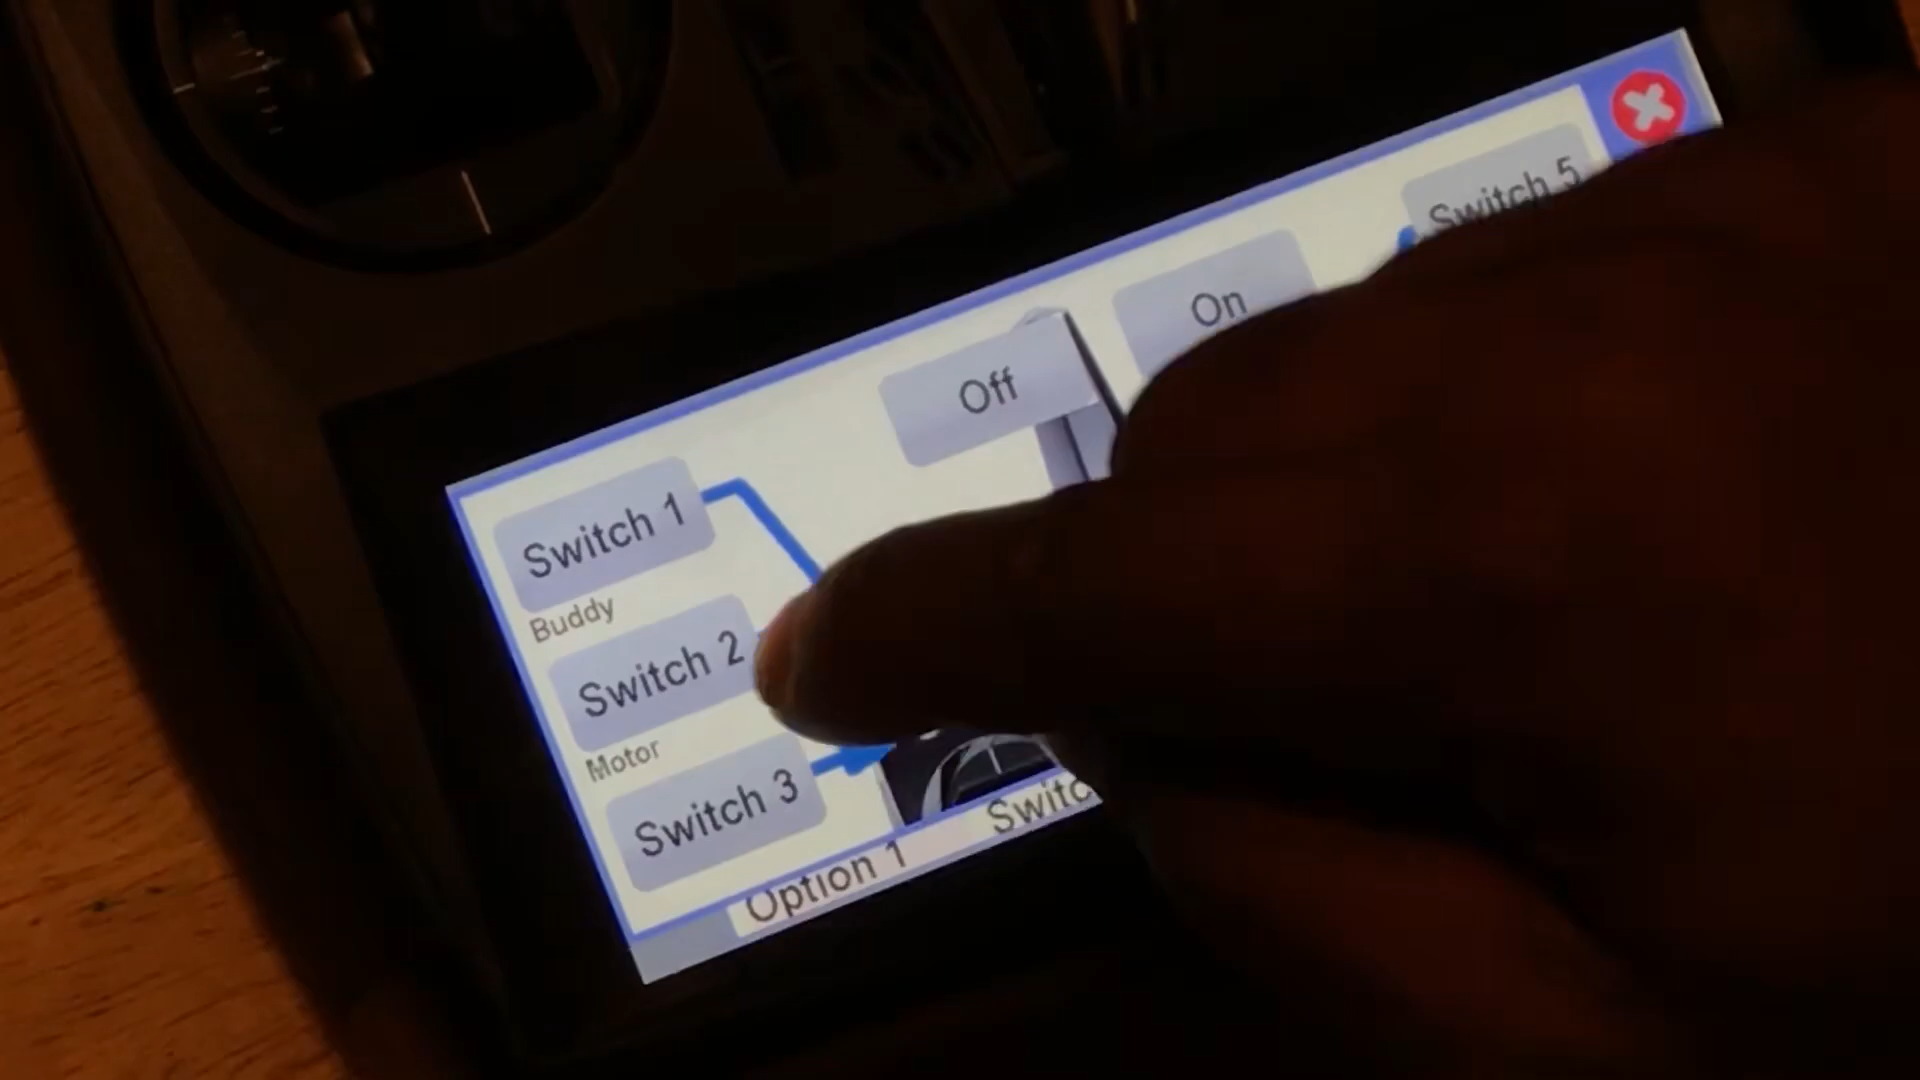 Switch 5
On
Off
Switch 1
Buddy
Switch 2
Motor
Switch 3
Option 1